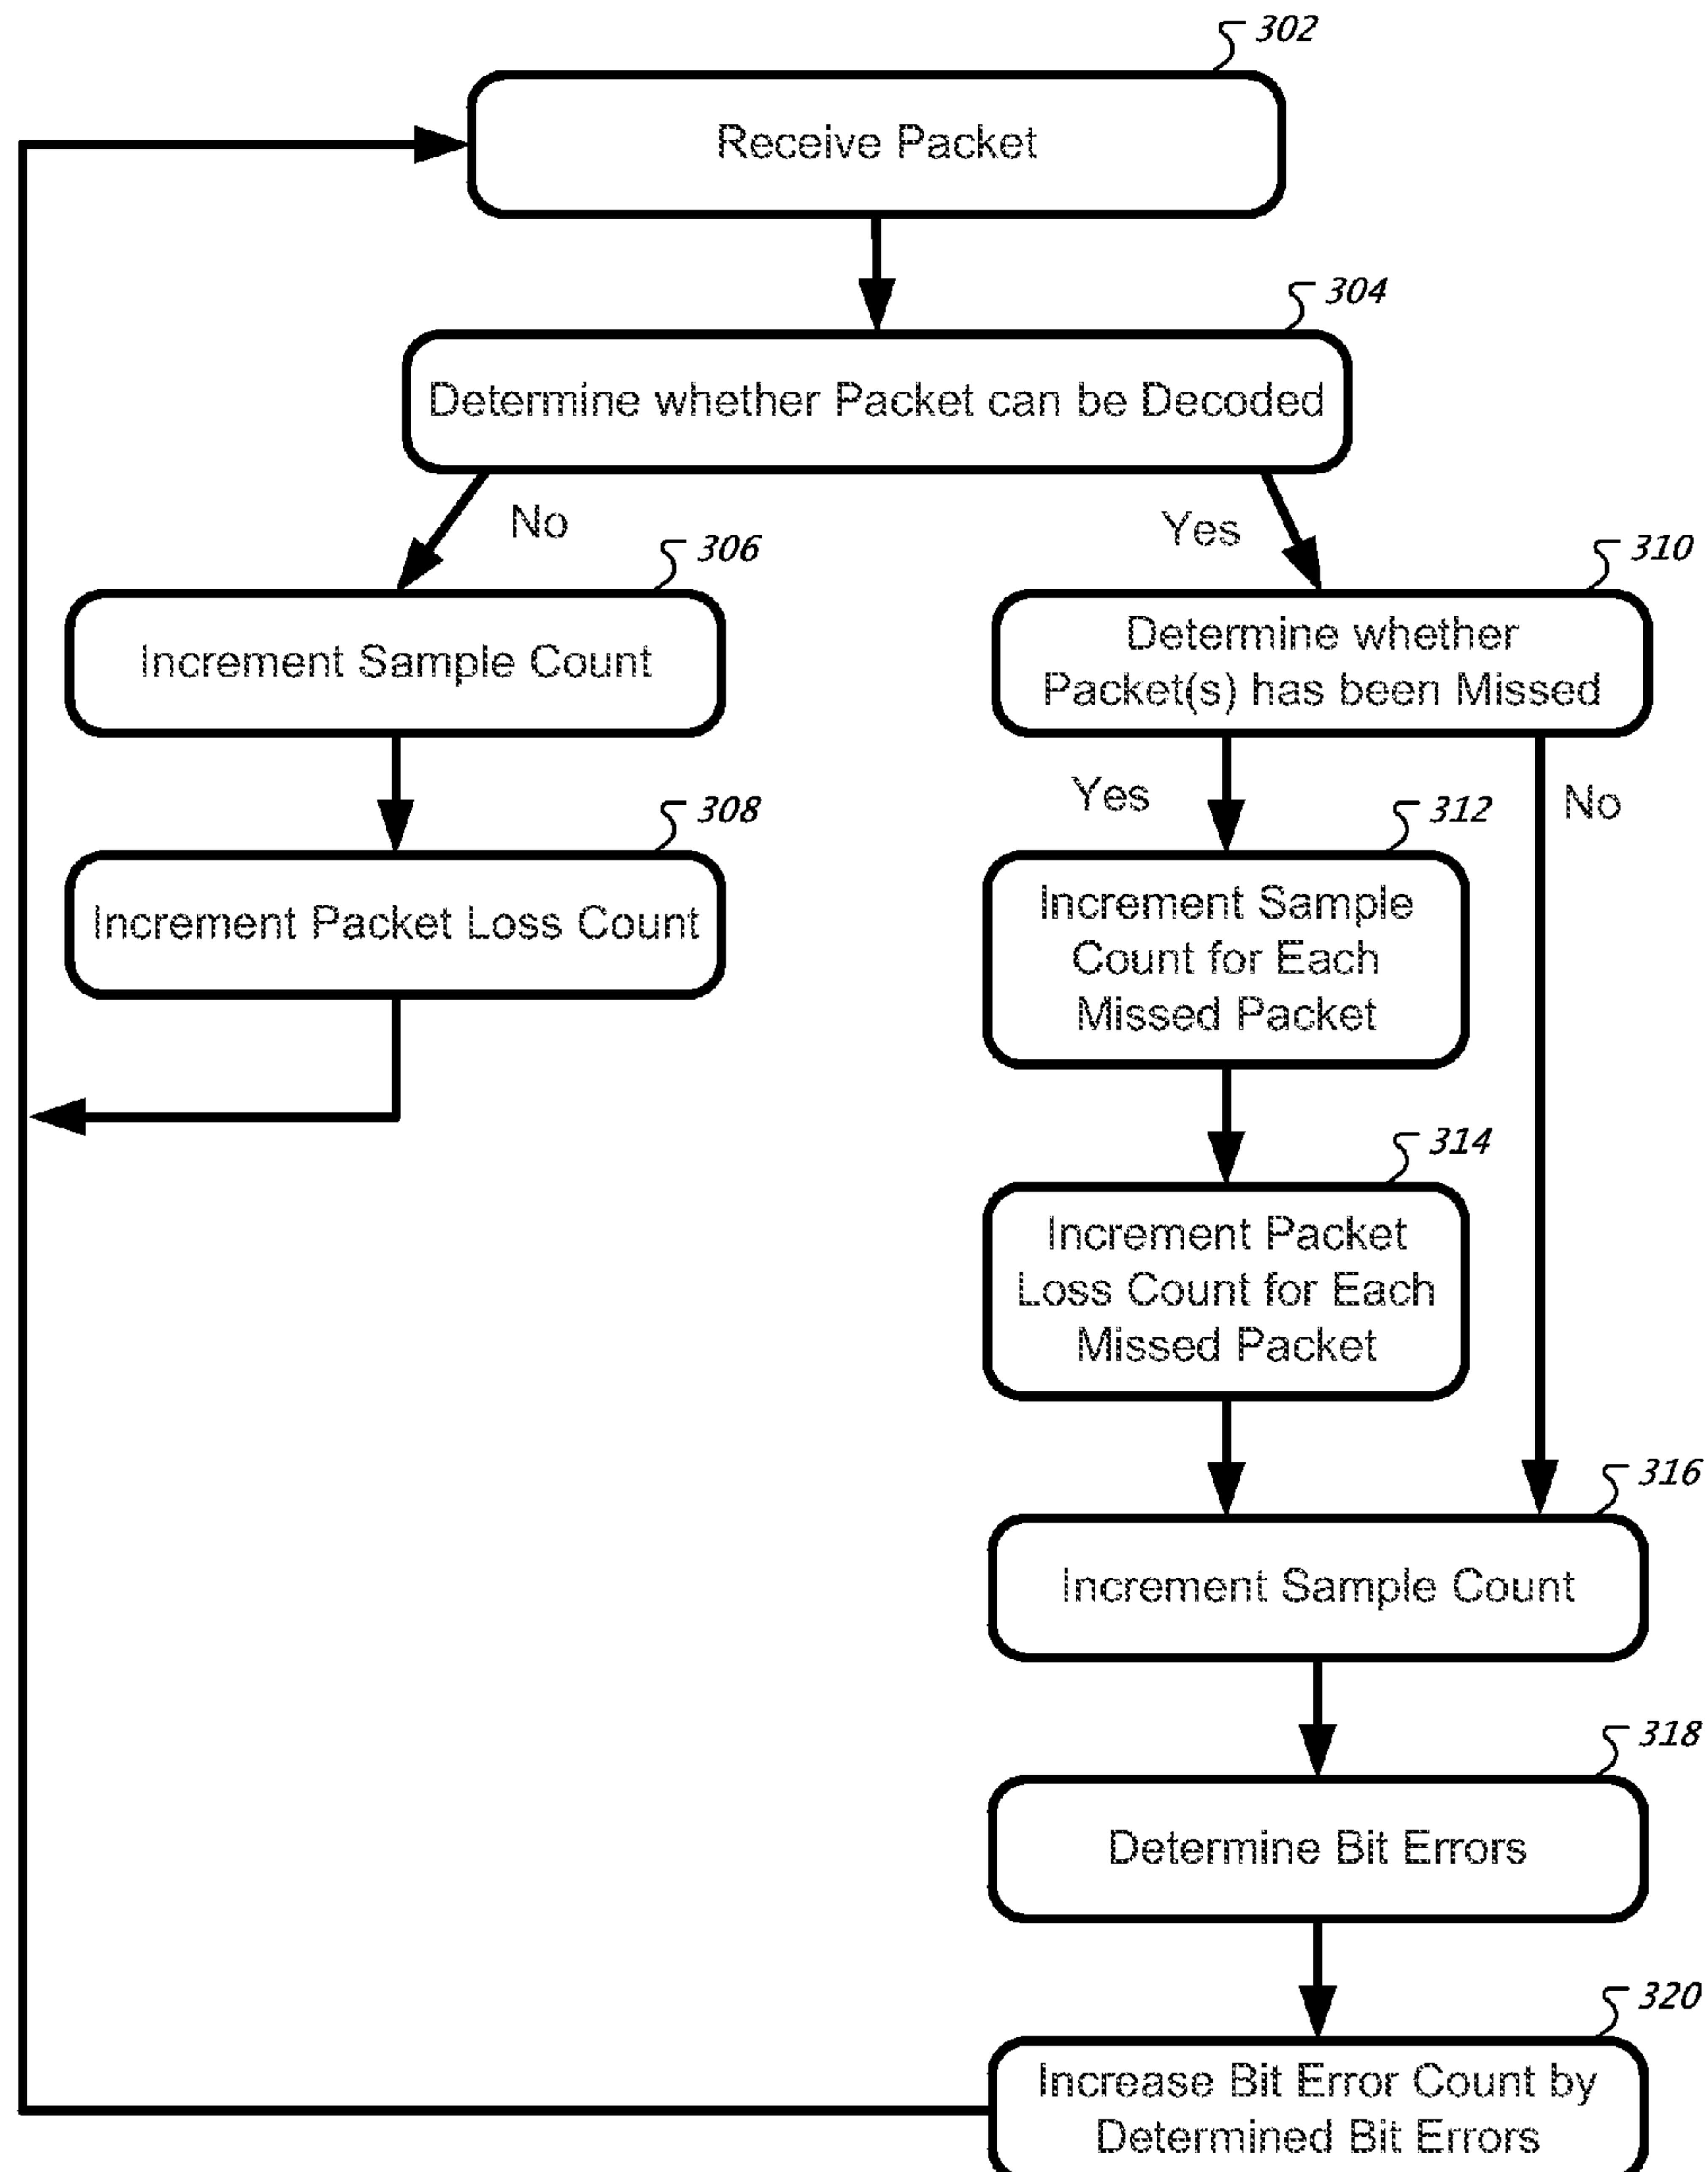 302
Receive Packet
304
Determine whether Packet can be Decoded
No
Yes
306
310
Increment Sample Count
Determine whether
Packet(s) has been Missed
Yes
No
308
312
Increment Packet Loss Count
Increment Sample
Count for Each
Missed Packet
314
Increment Packet
Loss Count for Each
Missed Packet
316
Increment Sample Count
318
Determine Bit Errors
320
Increase Bit Error Count by
Determined Bit Errors